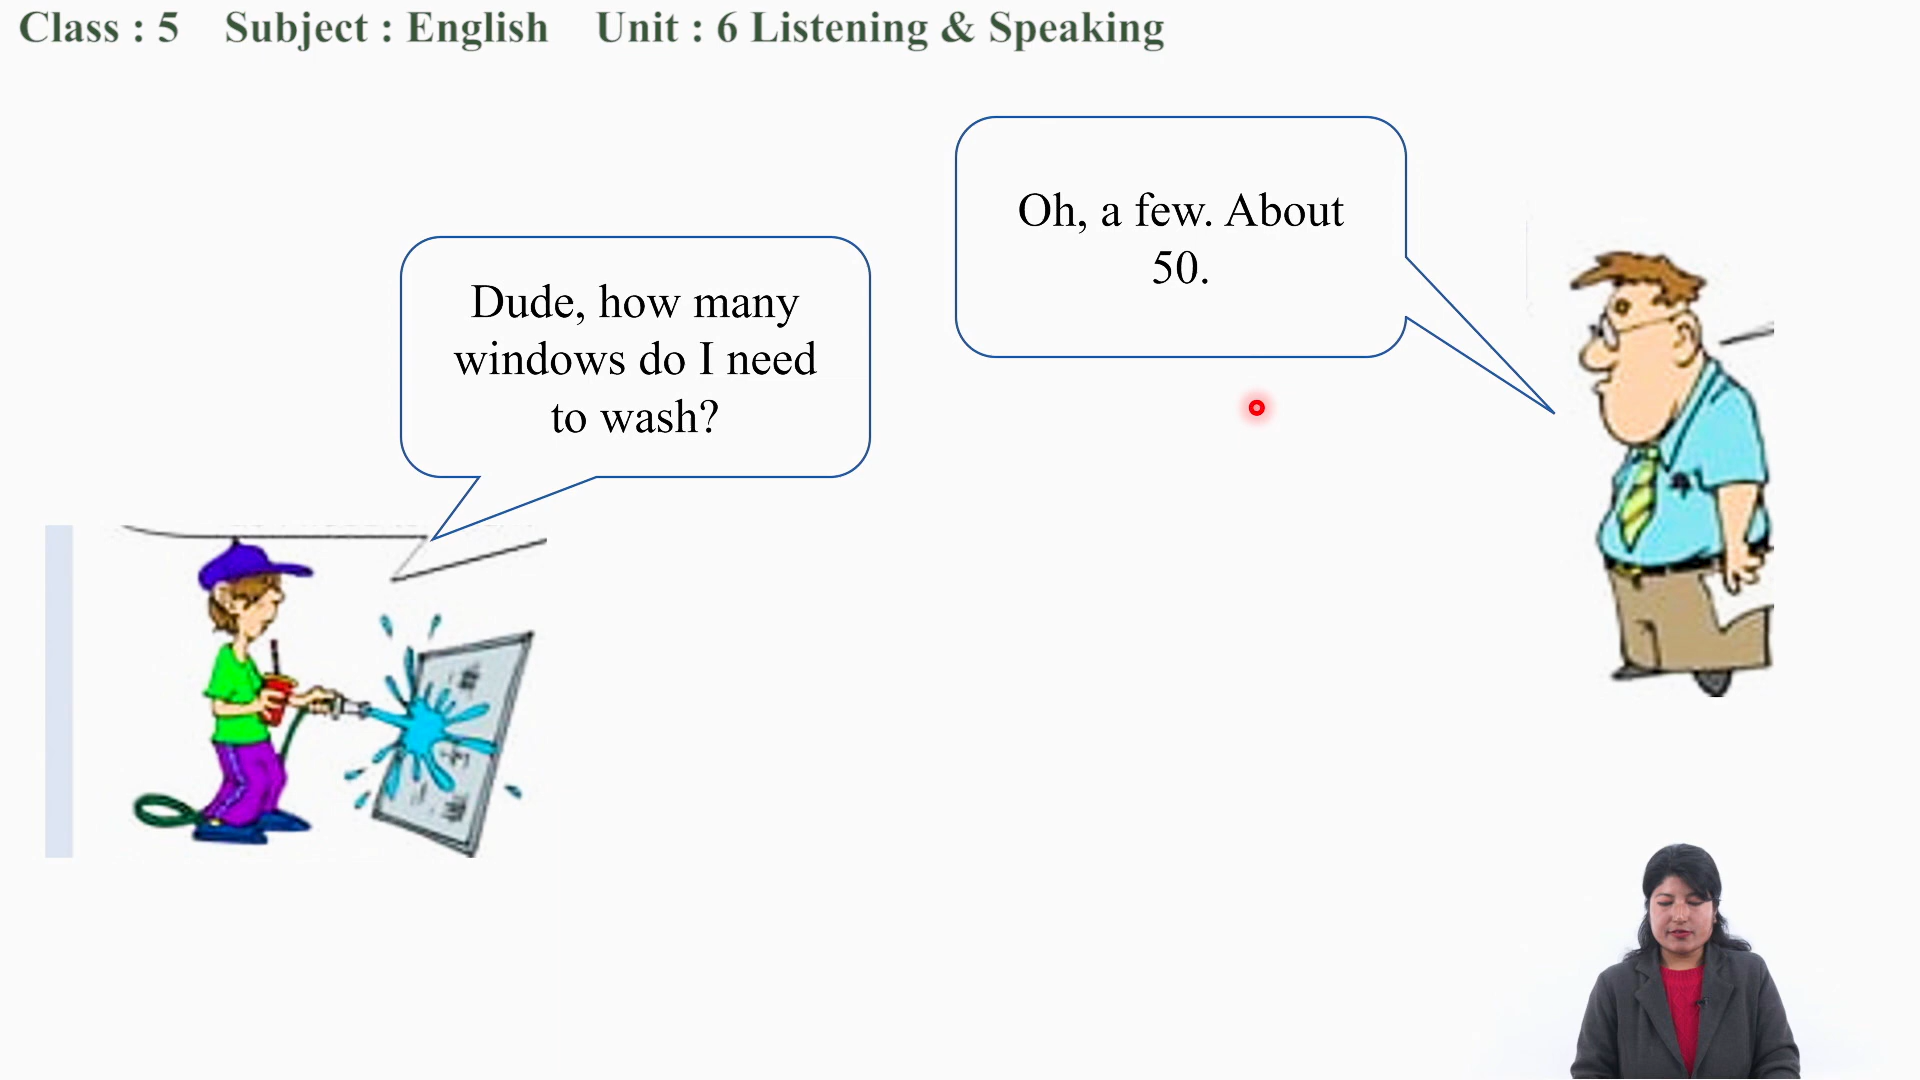 Class : 5 Subject : English Unit : 6 Listening & Speaking
Oh, a few. About
50.
Dude, how many
windows do I need
to wash?